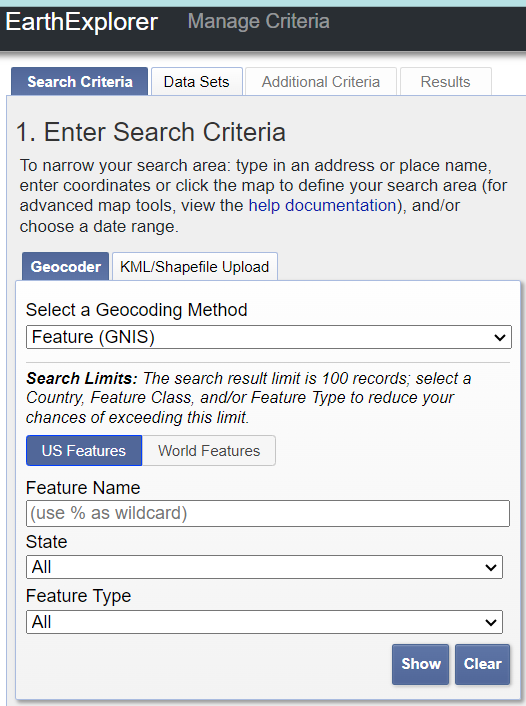 EarthExplorer Manage Criteria
Search Criteria Data Sets Additional Criteria Results
1. Enter Search Criteria
To narrow your search area: type in an address or place name,
enter coordinates or click the map to define your search area (for
advanced map tools, view the help documentation), and/or
choose a date range.
Geocoder KML/Shapefile Upload
Select a Geocoding Method
Feature (GNIS)
Search Limits: The search result limit is 100 records; select a
Country, Feature Class, and/or Feature Type to reduce your
chances of exceeding this limit.
US Features World Features
Feature Name
(use % as wildcard)
State
All
Feature Type
All
Show Clear